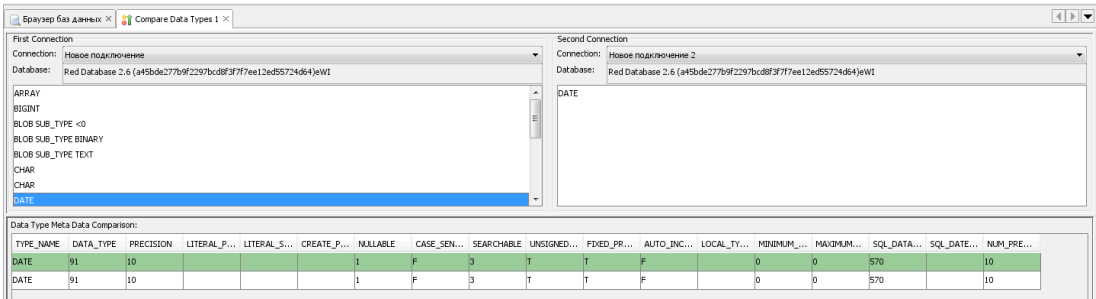 Браузер баз данных × Compare Data Types 1 ×
First Connection
Connection: Новое подключение
Database: Red Database 2.6 (a45bde277b9f2297bcd8f3f7f7ee12ed55724d64)eWI
ARRAY
BIGINT
BLOB SUB_TYPE <0
BLOB SUB_TYPE BINARY
BLOB SUB_TYPE TEXT
CHAR
CHAR
DATE
Second Connection
Connection: Новое подключение 2
Database: Red Database 2.6 (a45bde277b9f2297bcd8f3f7f7ee12ed55724d64)eWI
DATE
Data Type Meta Data Comparison:
TYPE_NAME DATA_TYPE PRECISION LITERAL_P... LITERAL_S... CREATE_P... NULLABLE CASE_SEN... SEARCHABLE UNSIGNED... FIXED_PR... AUTO_INC... LOCAL_TY... MINIMUM_... MAXIMUM... SQL_DATA... SQL_DATE... NUM_PRE...
DATE 91 10 1 F 3 T T F 0 0 570 10
DATE 91 10 1 F 3 T T F 0 0 570 10